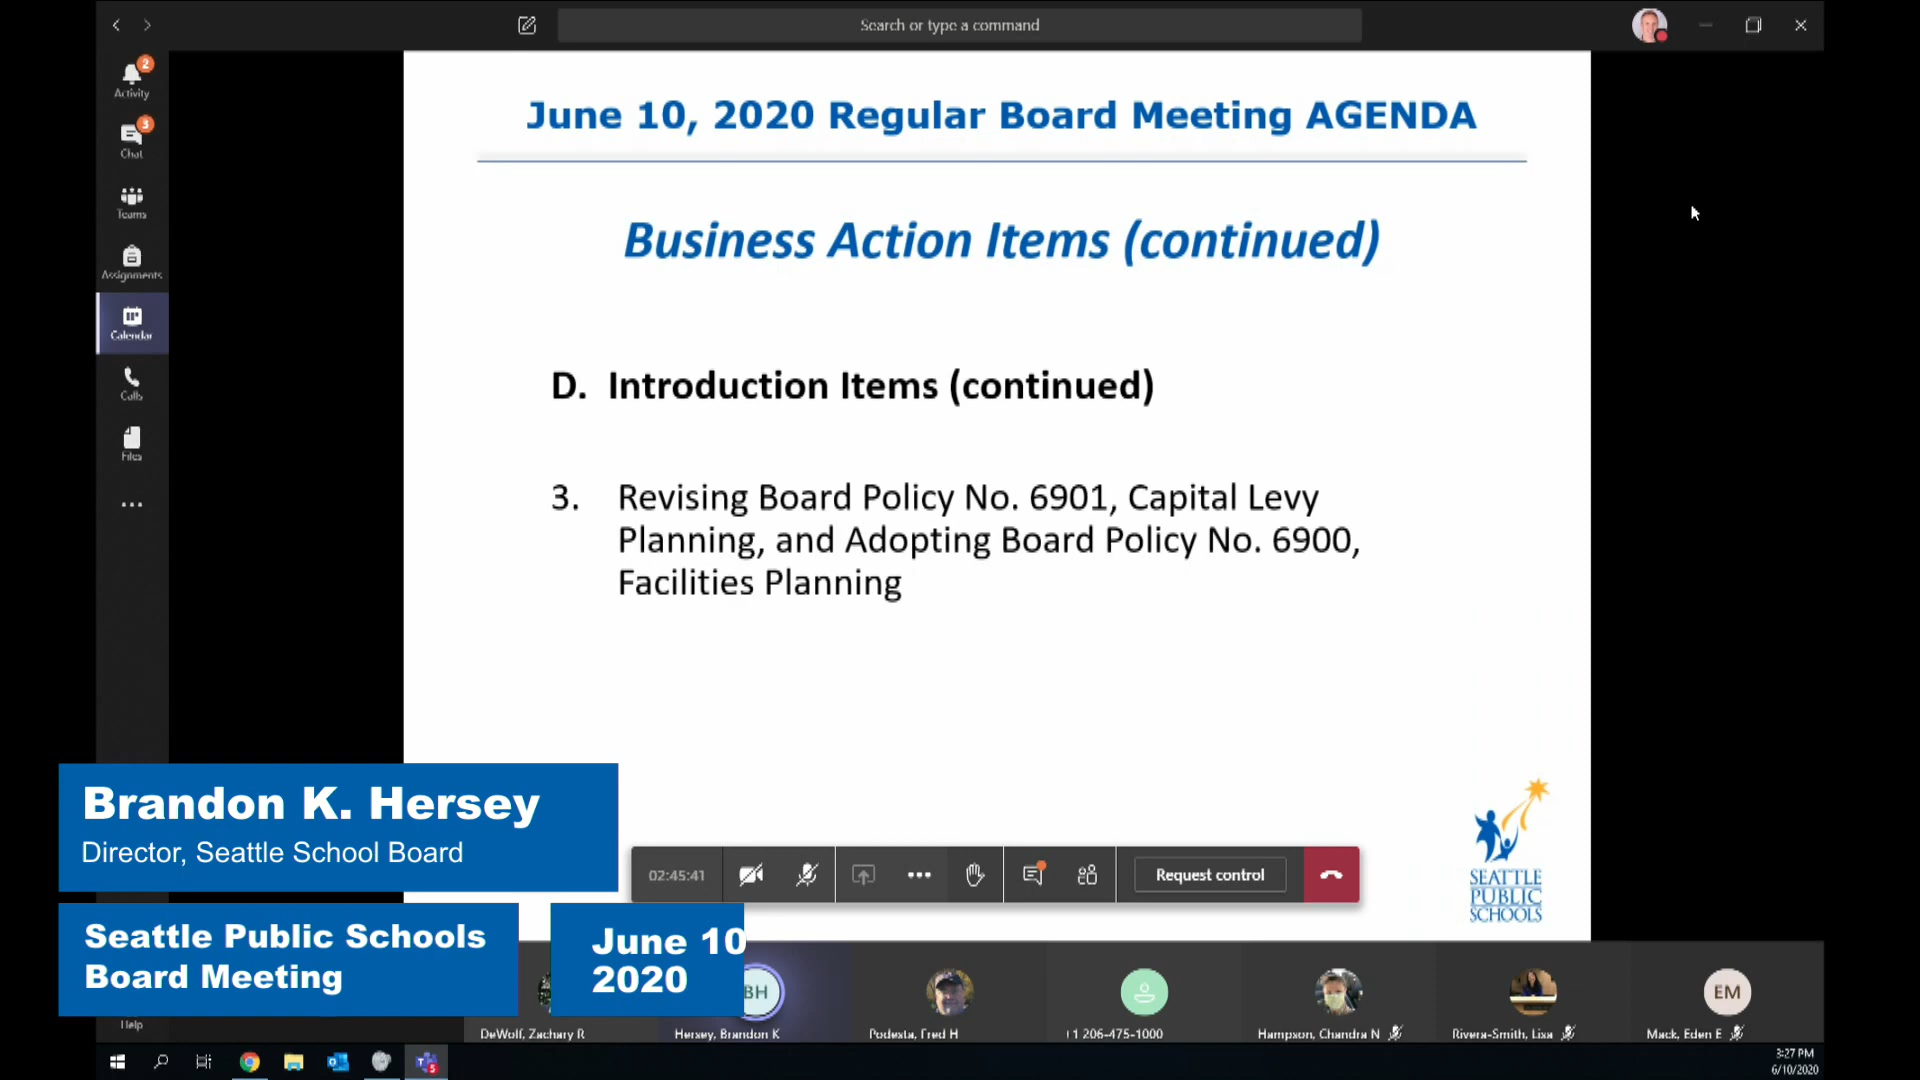 Search or type a command
2
Activity
3
Chat
Teams
Assignments
Calendar
Calls
Files
June 10, 2020 Regular Board Meeting AGENDA
Business Action Items (continued)
D. Introduction Items (continued)
3. Revising Board Policy No. 6901, Capital Levy
Planning, and Adopting Board Policy No. 6900,
Facilities Planning
SEATTLE
PUBLIC
SCHOOLS
Brandon K. Hersey
Director, Seattle School Board
02:45:41
Request control
Seattle Public Schools
Board Meeting
June 10
2020
BH
EM
Help
DeWolf, Zachary R
Hersey, Brandon K
Podesta, Fred H
+1 206-475-1000
Hampson, Chandra N
Rivera-Smith, Lisa
Mack, Eden E
5
3:27 PM
6/10/2020